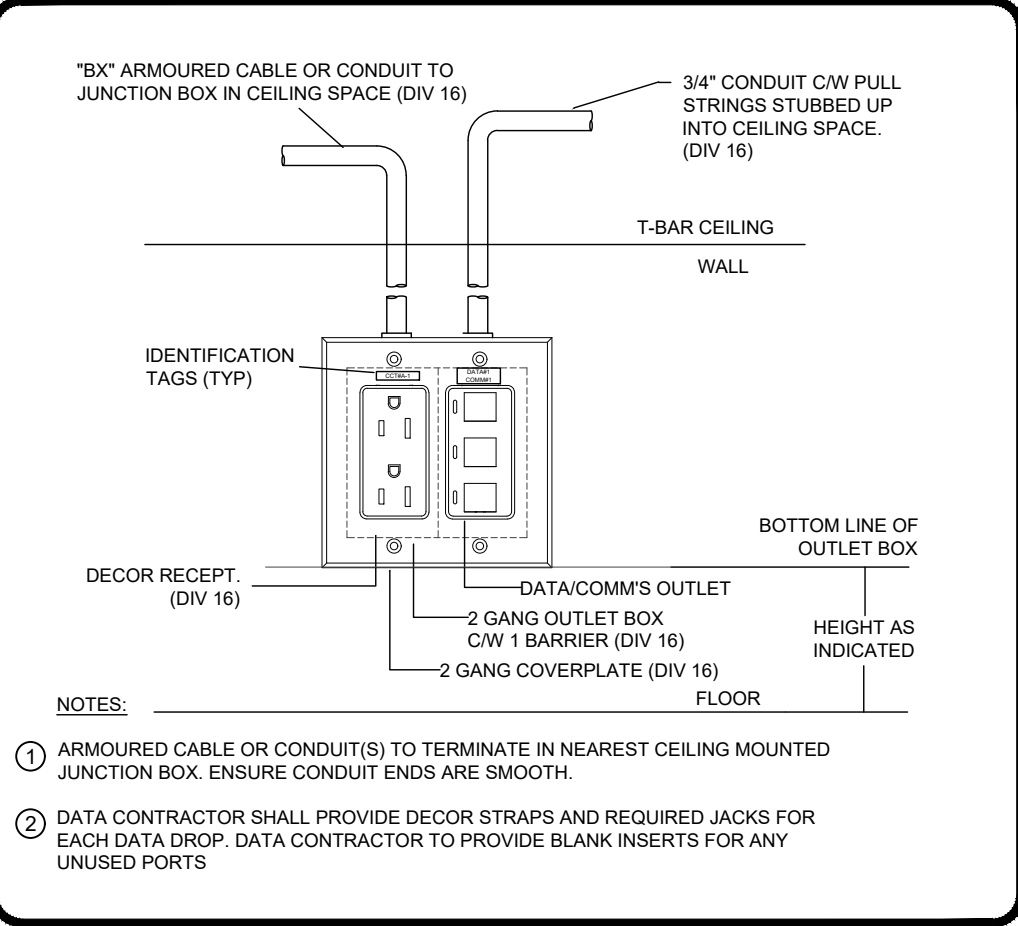 "BX" ARMOURED CABLE OR CONDUIT TO
JUNCTION BOX IN CEILING SPACE (DIV 16)
3/4" CONDUIT C/W PULL
STRINGS STUBBED UP
INTO CEILING SPACE.
(DIV 16)
T-BAR CEILING
WALL
IDENTIFICATION
TAGS (TYP)
CCT#A-1
DATA#1
COMM#1
BOTTOM LINE OF
OUTLET BOX
DECOR RECEPT.
(DIV 16)
DATA/COMM'S OUTLET
2 GANG OUTLET BOX
C/W 1 BARRIER (DIV 16)
2 GANG COVERPLATE (DIV 16)
HEIGHT AS
INDICATED
FLOOR
NOTES:
1 ARMOURED CABLE OR CONDUIT(S) TO TERMINATE IN NEAREST CEILING MOUNTED
JUNCTION BOX. ENSURE CONDUIT ENDS ARE SMOOTH.
2 DATA CONTRACTOR SHALL PROVIDE DECOR STRAPS AND REQUIRED JACKS FOR
EACH DATA DROP. DATA CONTRACTOR TO PROVIDE BLANK INSERTS FOR ANY
UNUSED PORTS